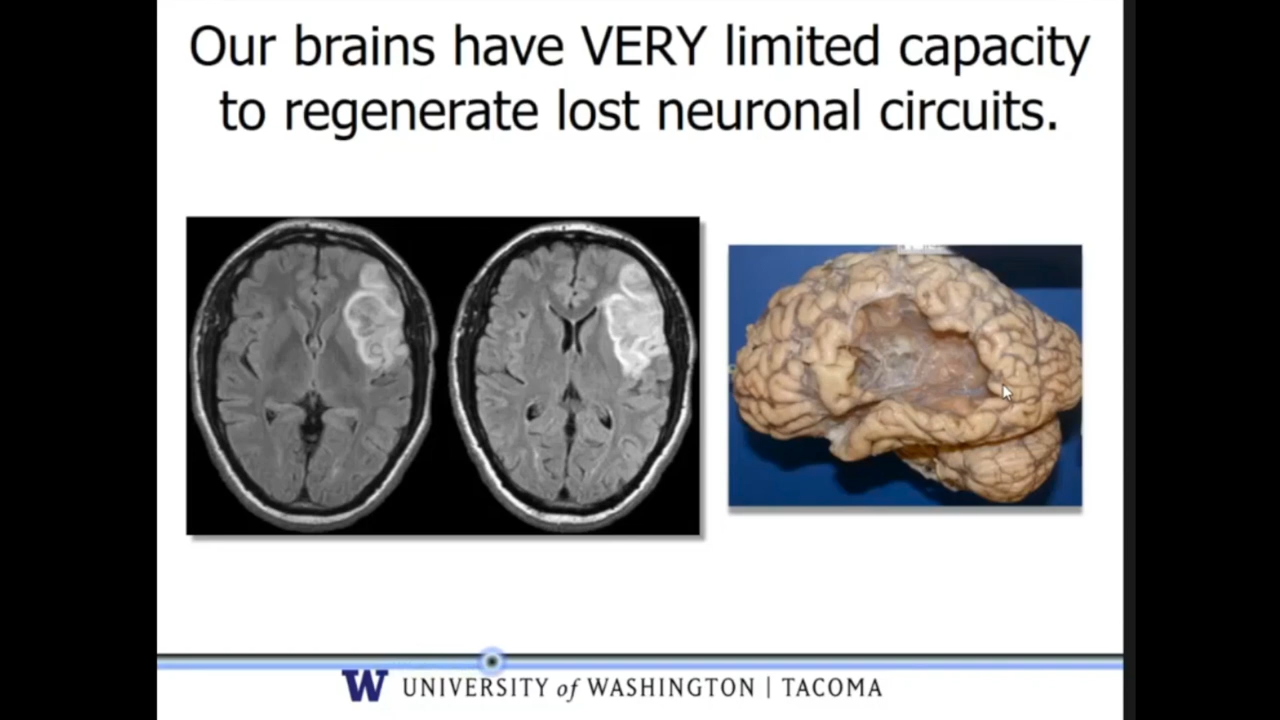 Our brains have VERY limited capacity
to regenerate lost neuronal circuits.
W UNIVERSITY of WASHINGTON | TACOMA